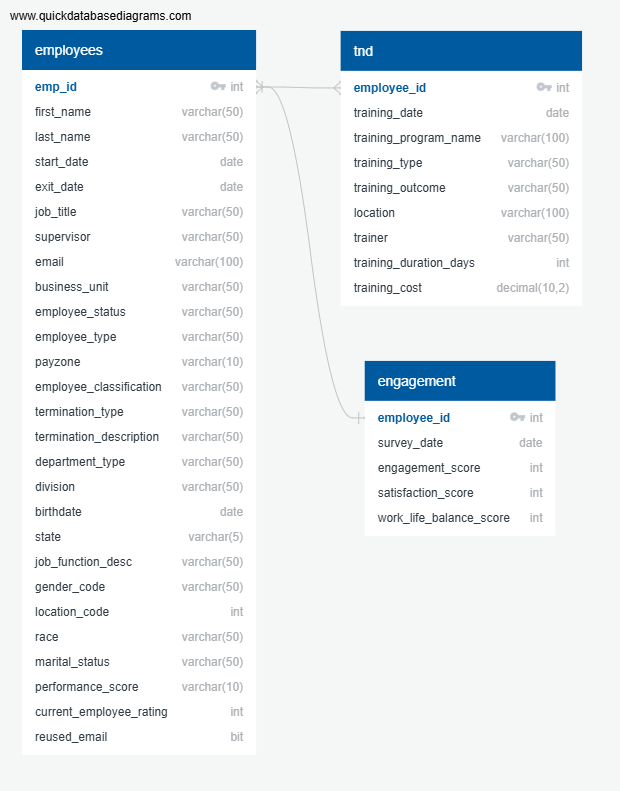 www.quickdatabasediagrams.com
employees
emp_id int
first_name varchar(50)
last_name varchar(50)
start_date date
exit_date date
job_title varchar(50)
supervisor varchar(50)
email varchar(100)
business_unit varchar(50)
employee_status varchar(50)
employee_type varchar(50)
payzone varchar(10)
employee_classification varchar(50)
termination_type varchar(50)
termination_description varchar(50)
department_type varchar(50)
division varchar(50)
birthdate date
state varchar(5)
job_function_desc varchar(50)
gender_code varchar(50)
location_code int
race varchar(50)
marital_status varchar(50)
performance_score varchar(10)
current_employee_rating int
reused_email bit
tnd
employee_id int
training_date date
training_program_name varchar(100)
training_type varchar(50)
training_outcome varchar(50)
location varchar(100)
trainer varchar(50)
training_duration_days int
training_cost decimal(10,2)
engagement
employee_id int
survey_date date
engagement_score int
satisfaction_score int
work_life_balance_score int